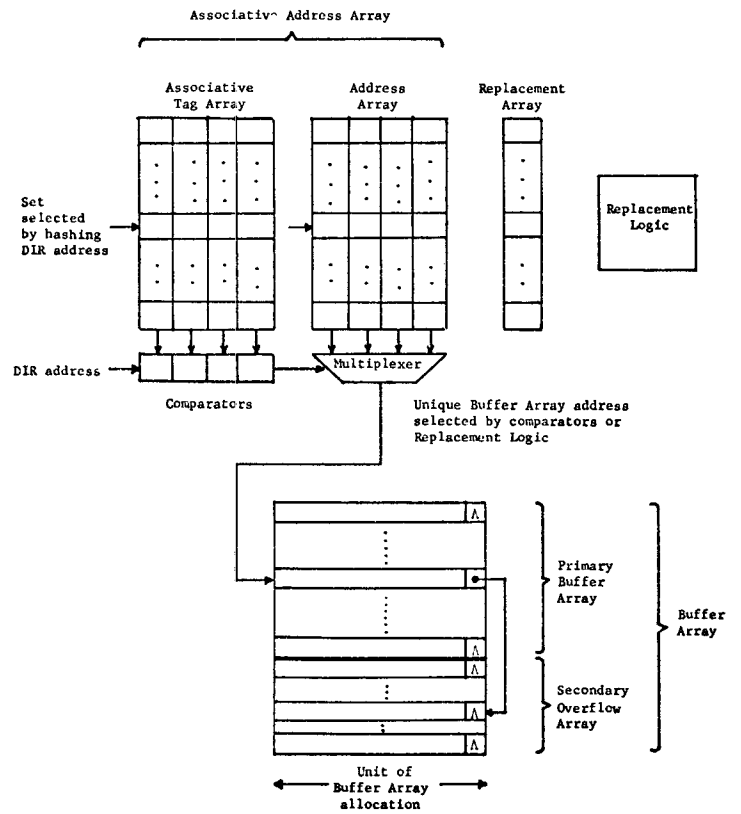 Associative Address Array
Associative
Tag Array
Address
Array
Replacement
Array
Set
selected
by hashing
DIR address
Replacement
Logic
DIR address
Multiplexer
Comparators
Unique Buffer Array address
selected by comparators or
Replacement Logic
Λ
Λ
Λ
Λ
Λ
Primary
Buffer
Array
Buffer
Array
Secondary
Overflow
Array
Λ
Unit of
Buffer Array
allocation